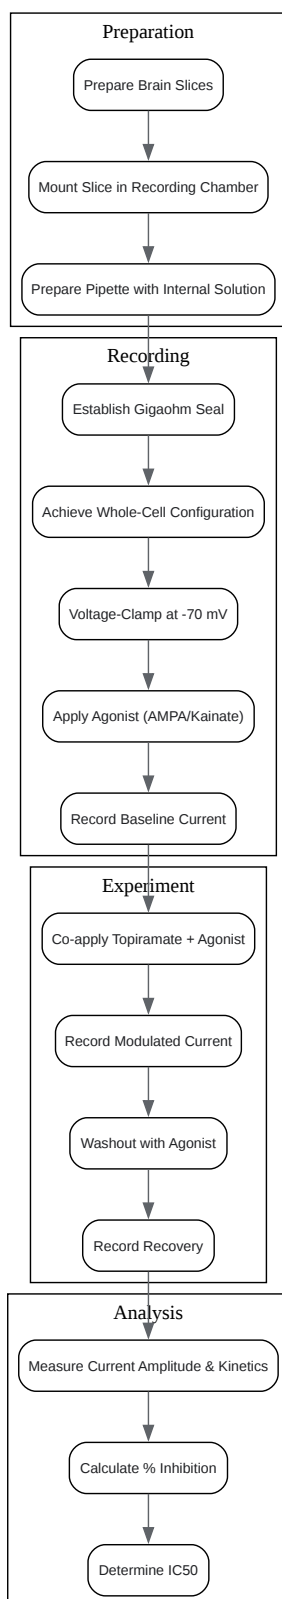 Preparation
Prepare Brain Slices
Mount Slice in Recording Chamber
Prepare Pipette with Internal Solution
Recording
Establish Gigaohm Seal
Achieve Whole-Cell Configuration
Voltage-Clamp at -70 mV
Apply Agonist (AMPA/Kainate)
Record Baseline Current
Experiment
Co-apply Topiramate + Agonist
Record Modulated Current
Washout with Agonist
Record Recovery
Analysis
Measure Current Amplitude & Kinetics
Calculate % Inhibition
Determine IC50